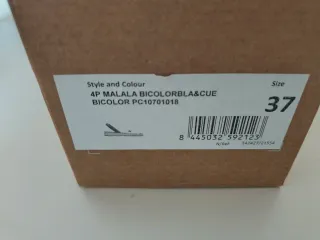 Style and Colour
Size
4P MALALA BICOLORBLA&CUE
BICOLOR PC10701018
37
8 445032 592123